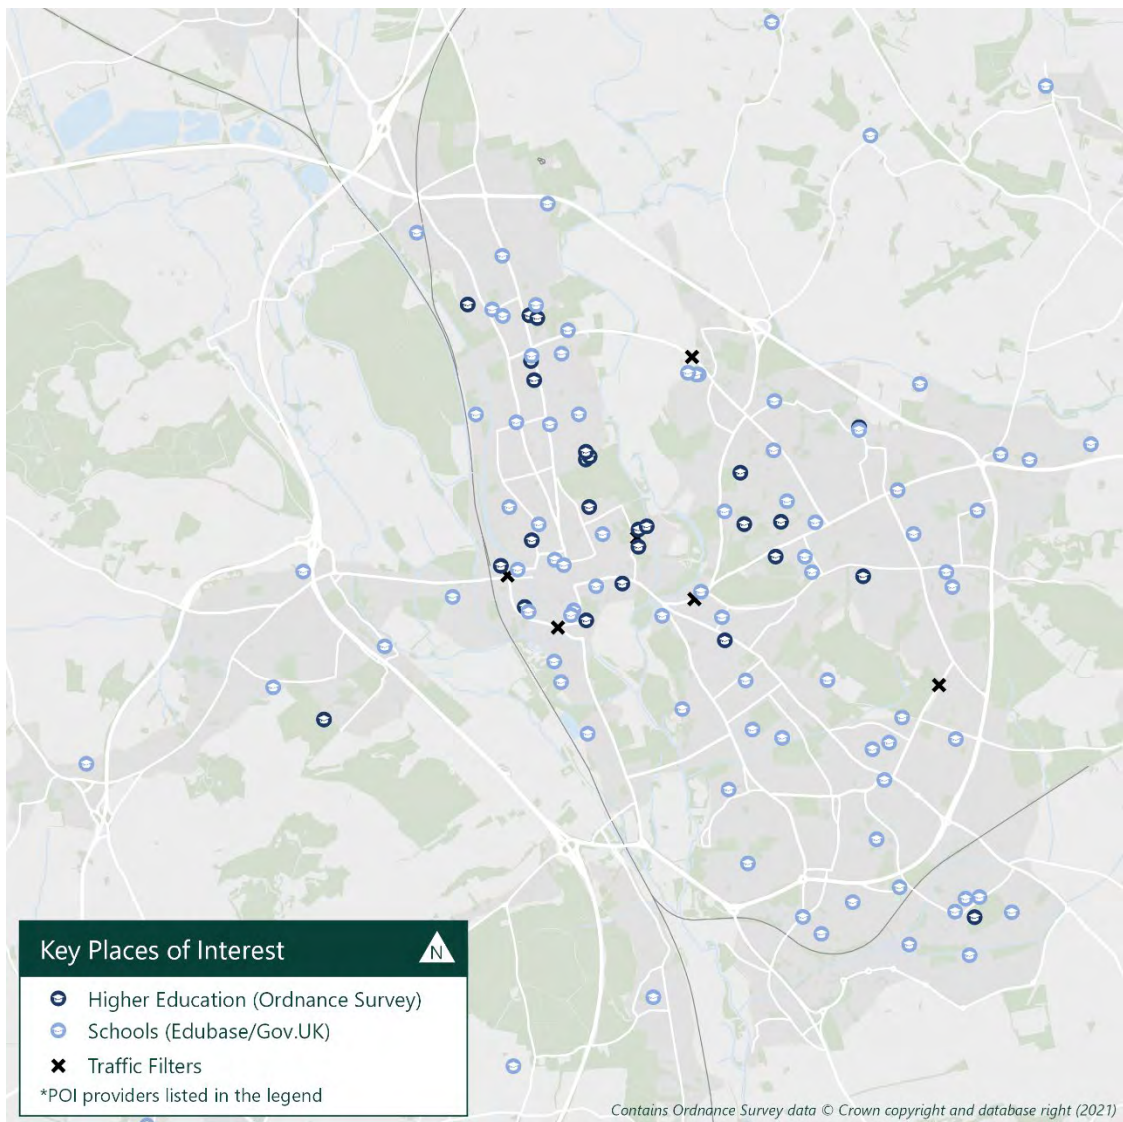 Key Places of Interest
N
Higher Education (Ordnance Survey)
Schools (Edubase/Gov.UK)
Traffic Filters
*POI providers listed in the legend
Contains Ordnance Survey data © Crown copyright and database right (2021)